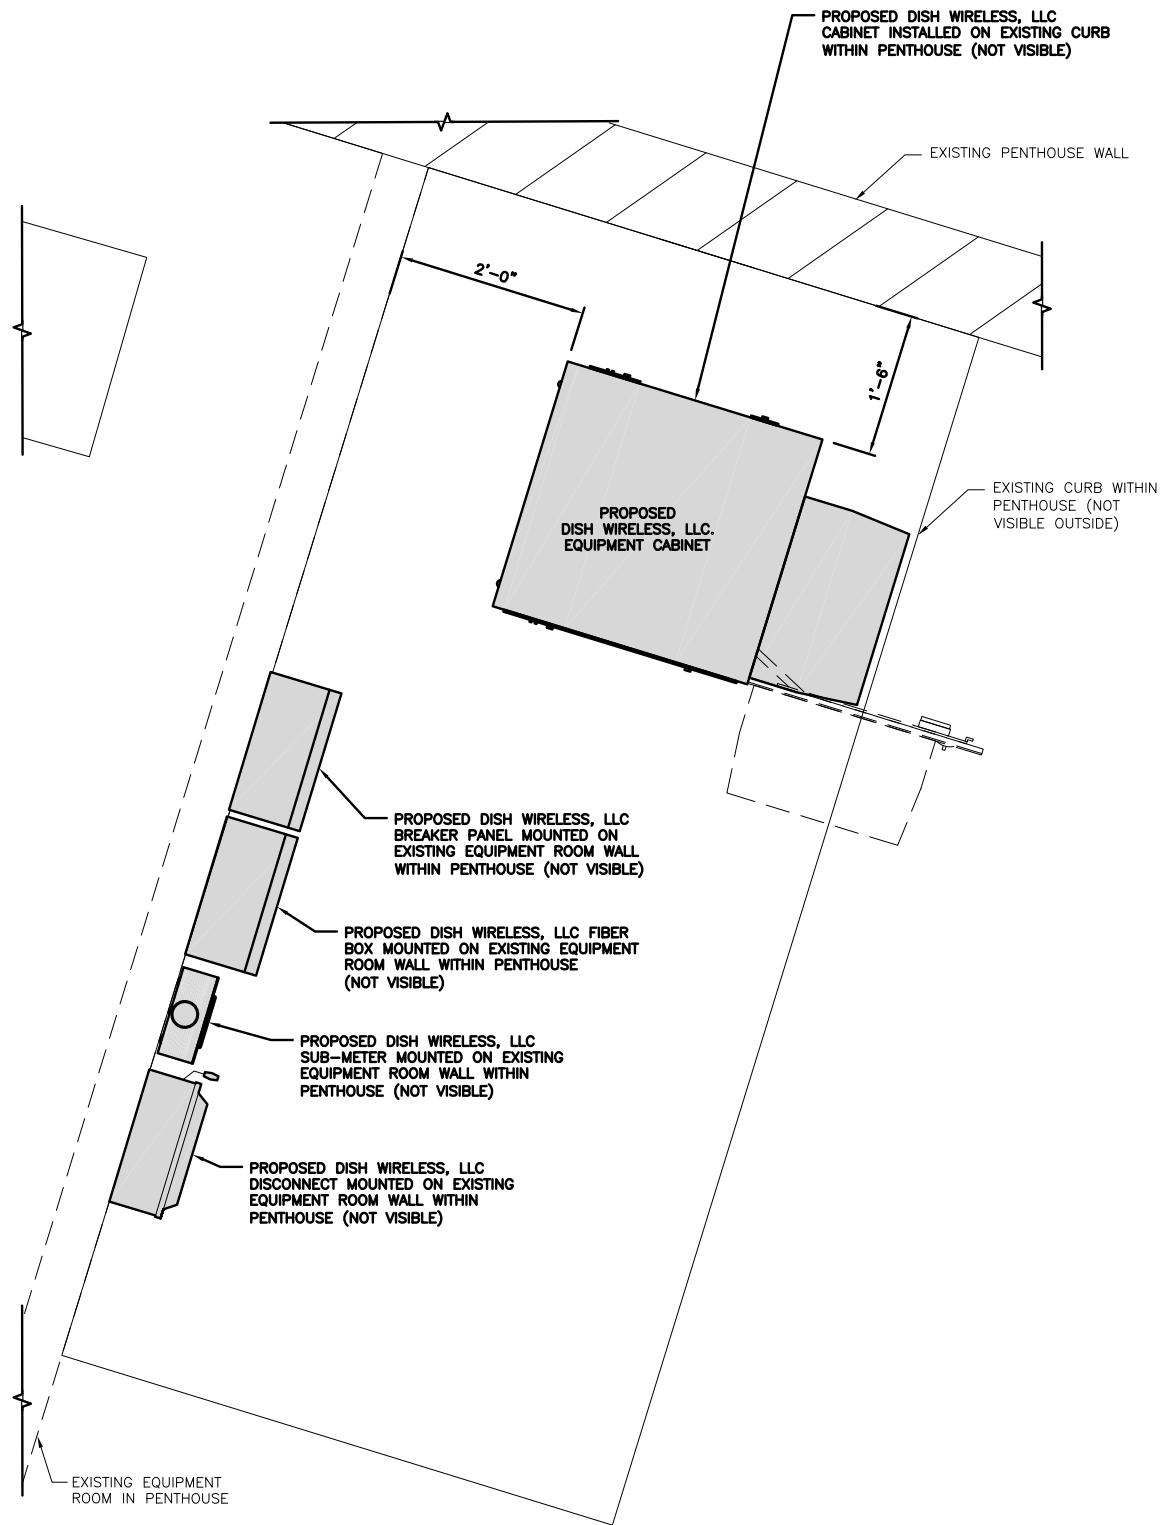 PROPOSED DISH WIRELESS, LLC
CABINET INSTALLED ON EXISTING CURB
WITHIN PENTHOUSE (NOT VISIBLE)
EXISTING PENTHOUSE WALL
2'-0"
1'-6"
EXISTING CURB WITHIN
PENTHOUSE (NOT
VISIBLE OUTSIDE)
PROPOSED
DISH WIRELESS, LLC.
EQUIPMENT CABINET
PROPOSED DISH WIRELESS, LLC
BREAKER PANEL MOUNTED ON
EXISTING EQUIPMENT ROOM WALL
WITHIN PENTHOUSE (NOT VISIBLE)
PROPOSED DISH WIRELESS, LLC FIBER
BOX MOUNTED ON EXISTING EQUIPMENT
ROOM WALL WITHIN PENTHOUSE
(NOT VISIBLE)
PROPOSED DISH WIRELESS, LLC
SUB-METER MOUNTED ON EXISTING
EQUIPMENT ROOM WALL WITHIN
PENTHOUSE (NOT VISIBLE)
PROPOSED DISH WIRELESS, LLC
DISCONNECT MOUNTED ON EXISTING
EQUIPMENT ROOM WALL WITHIN
PENTHOUSE (NOT VISIBLE)
EXISTING EQUIPMENT
ROOM IN PENTHOUSE